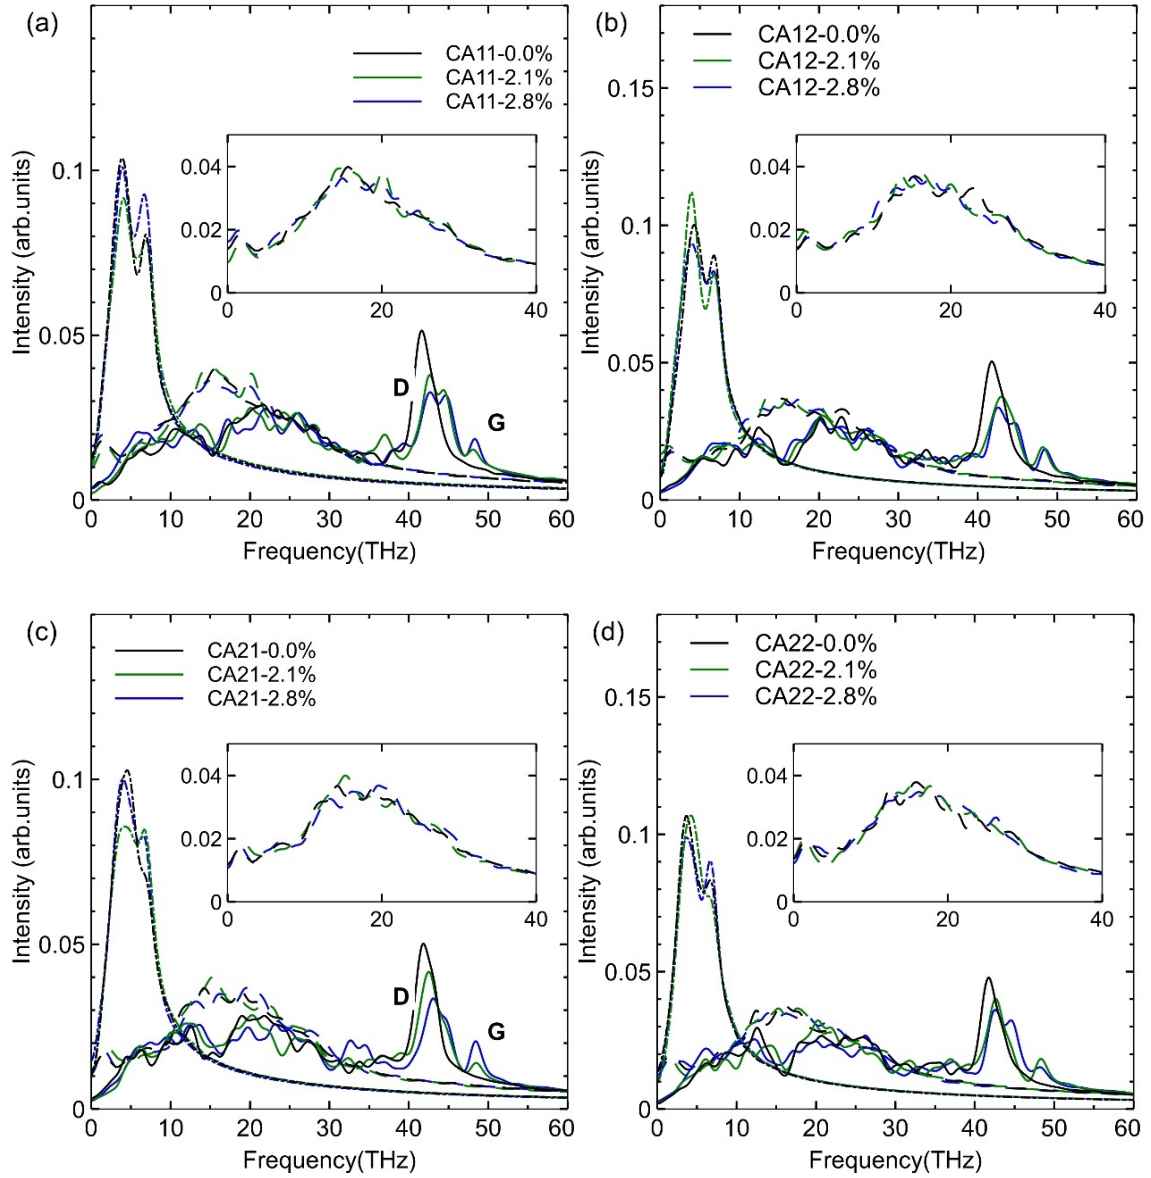 (a)
CA11-0.0%
CA11-2.1%
CA11-2.8%
Intensity (arb.units)
0.1
0.05
0
0.04
0.02
0
0 20 40
D
G
0 10 20 30 40 50 60
Frequency(THz)
(b)
CA12-0.0%
CA12-2.1%
CA12-2.8%
Intensity (arb.units)
0.15
0.1
0.05
0
0.04
0.02
0
0 20 40
0 10 20 30 40 50 60
Frequency(THz)
(c)
CA21-0.0%
CA21-2.1%
CA21-2.8%
Intensity (arb.units)
0.1
0.05
0
0.04
0.02
0
0 20 40
D
G
0 10 20 30 40 50 60
Frequency(THz)
(d)
CA22-0.0%
CA22-2.1%
CA22-2.8%
Intensity (arb.units)
0.15
0.1
0.05
0
0.04
0.02
0
0 20 40
0 10 20 30 40 50 60
Frequency(THz)